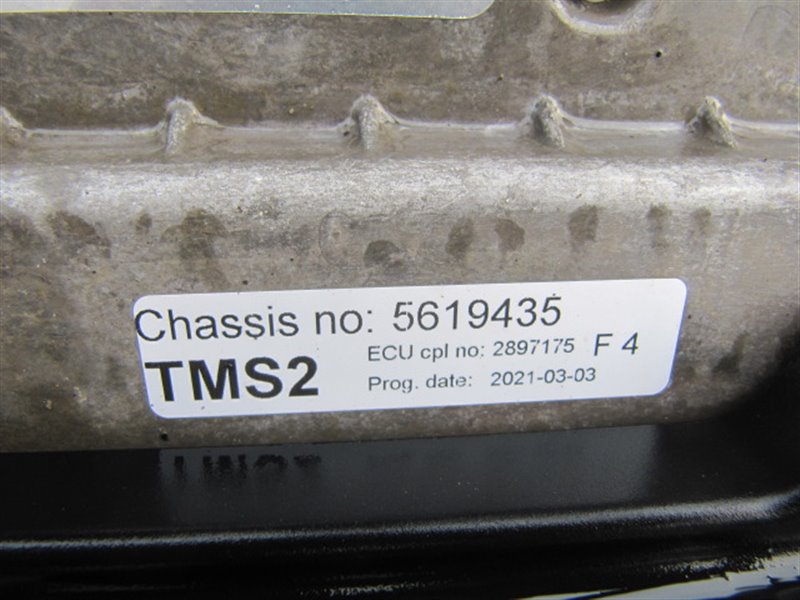 Chassis no: 5619435
TMS2
ECU cpl no: 2897175 F 4
Prog. date: 2021-03-03